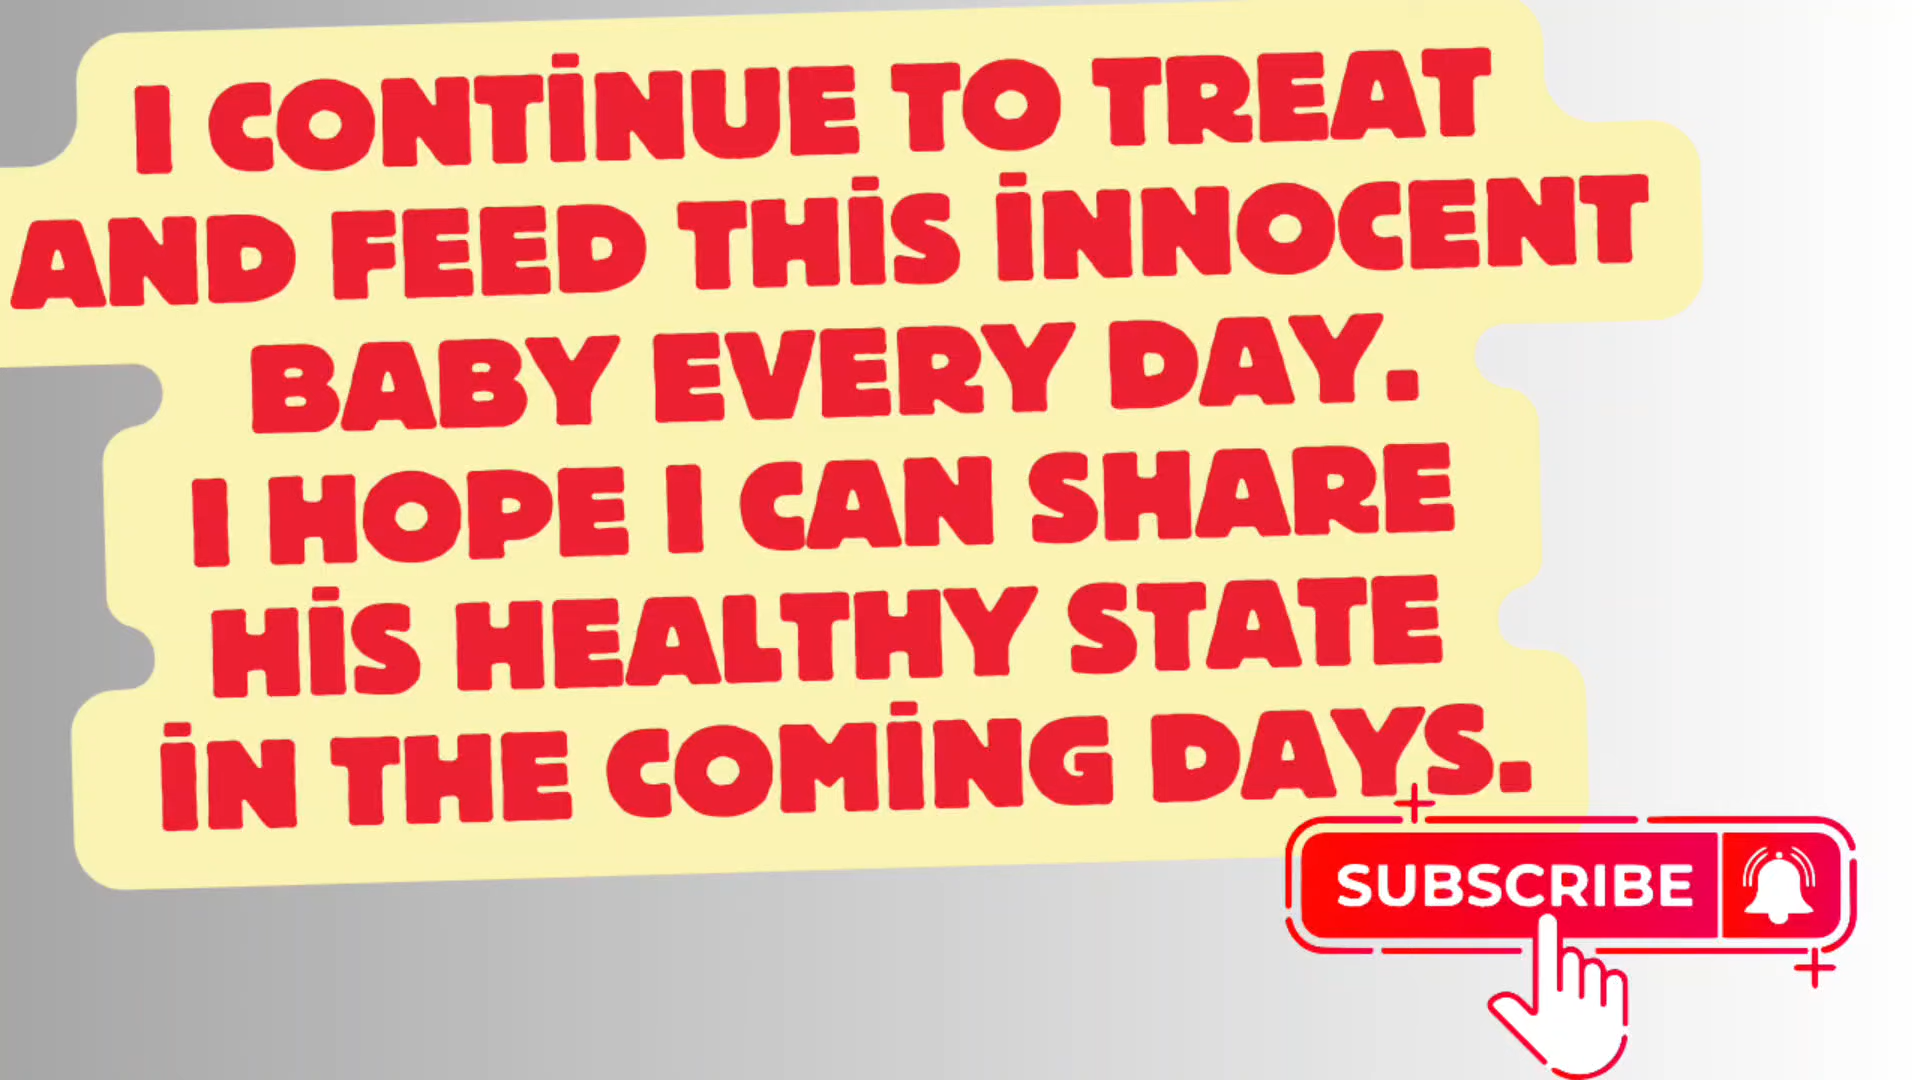 I CONTİNUE TO TREAT
AND FEED THİS İNNOCENT
BABY EVERY DAY.
I HOPE I CAN SHARE
HİS HEALTHY STATE
İN THE COMİNG DAYS.
SUBSCRIBE